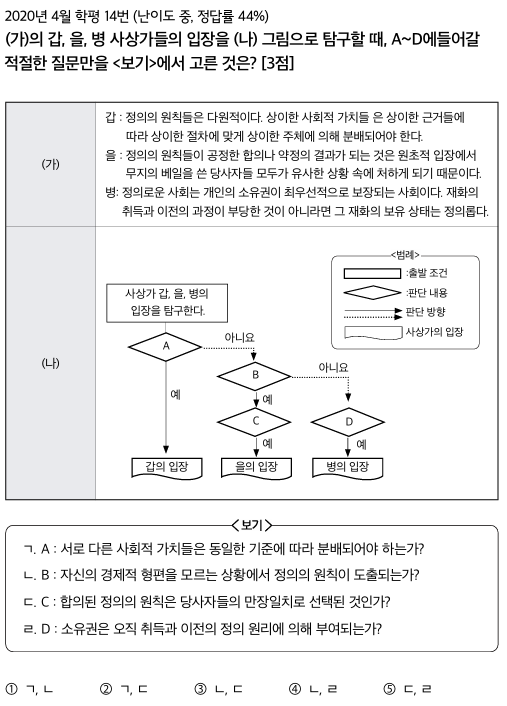 2020년 4월 학평 14번 (난이도 중, 정답률 44%)
(가)의 갑, 을, 병 사상가들의 입장을 (나) 그림으로 탐구할 때, A~D에들어갈
적절한 질문만을 <보기>에서 고른 것은? [3점]
(가)
갑 : 정의의 원칙들은 다원적이다. 상이한 사회적 가치들 은 상이한 근거들에
따라 상이한 절차에 맞게 상이한 주체에 의해 분배되어야 한다.
을 : 정의의 원칙들이 공정한 합의나 약정의 결과가 되는 것은 원초적 입장에서
무지의 베일을 쓴 당사자들 모두가 유사한 상황 속에 처하게 되기 때문이다.
병: 정의로운 사회는 개인의 소유권이 최우선적으로 보장되는 사회이다. 재화의
취득과 이전의 과정이 부당한 것이 아니라면 그 재화의 보유 상태는 정의롭다.
(나)
<범례>
:출발 조건
:판단 내용
:판단 방향
:사상가의 입장
사상가 갑, 을, 병의
입장을 탐구한다.
A
아니요
B
아니요
예
예
C
D
예
예
갑의 입장
을의 입장
병의 입장
<보기>
ㄱ. A : 서로 다른 사회적 가치들은 동일한 기준에 따라 분배되어야 하는가?
ㄴ. B : 자신의 경제적 형편을 모르는 상황에서 정의의 원칙이 도출되는가?
ㄷ. C : 합의된 정의의 원칙은 당사자들의 만장일치로 선택된 것인가?
ㄹ. D : 소유권은 오직 취득과 이전의 정의 원리에 의해 부여되는가?
① ㄱ, ㄴ ② ㄱ, ㄷ ③ ㄴ, ㄷ ④ ㄴ, ㄹ ⑤ ㄷ, ㄹ